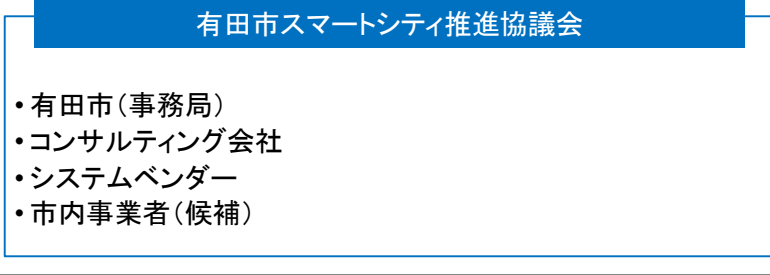 有田市スマートシティ推進協議会
•有田市（事務局）
•コンサルティング会社
•システムベンダー
•市内事業者（候補）